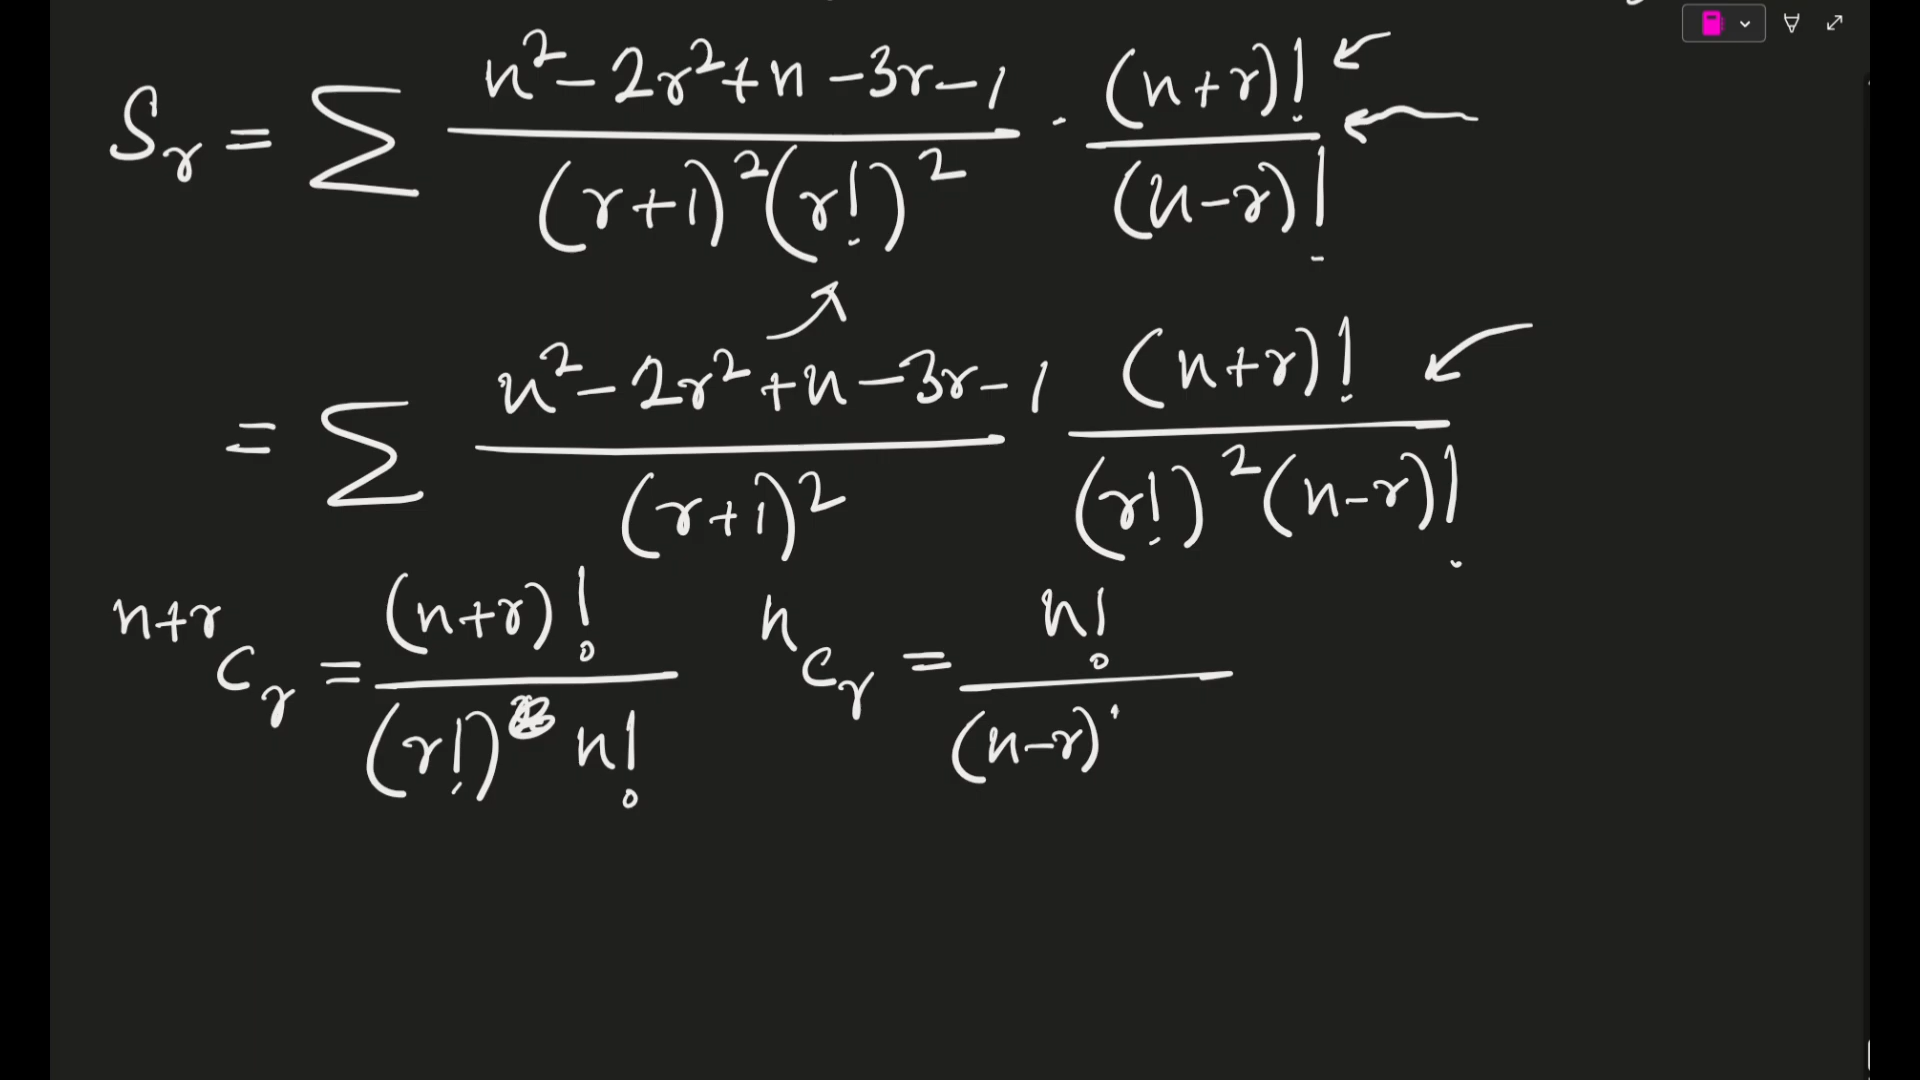 S_r = Σ (n² - 2r² + n - 3r - 1)/((r+1)²(r!)²) · (n+r)!/(n-r)!
= Σ (n² - 2r² + n - 3r - 1)/(r+1)² · (n+r)!/((r!)²(n-r)!)
^{n+r}C_r = (n+r)!/((r!) n!)   ^nC_r = n!/(n-r)